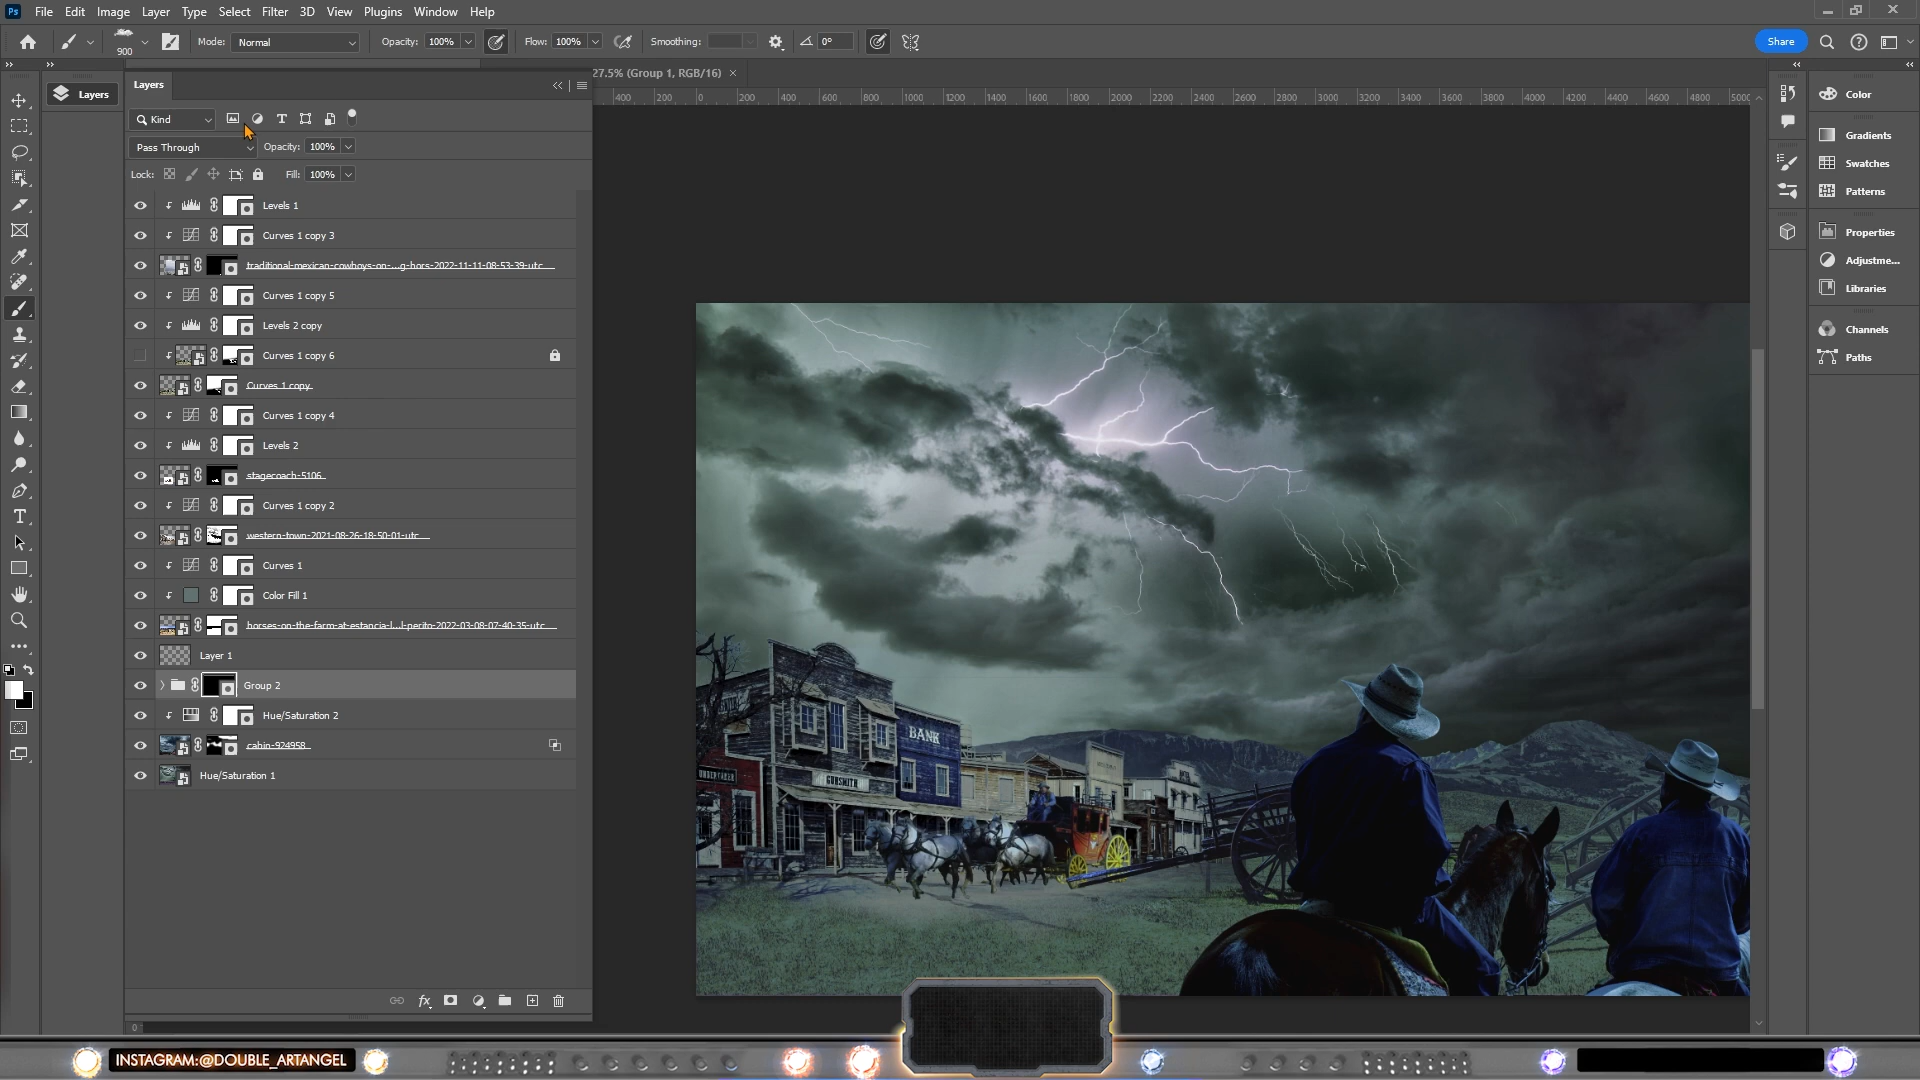 Ps File Edit Image Layer Type Select Filter 3D View Plugins Window Help
900 Mode: Normal Opacity: 100% Flow: 100% Smoothing: 0° Share
Layers
Layers
27.5% (Group 1, RGB/16)
400 200 0 200 400 600 800 1000 1200 1400 1600 1800 2000 2200 2400 2600 2800 3000 3200 3400 3600 3800 4000 4200 4400 4600 4800 5000
Kind
Pass Through Opacity: 100%
Lock: Fill: 100%
Levels 1
Curves 1 copy 3
traditional-mexican-cowboys-on-...g-hors-2022-11-11-08-53-39-utc
Curves 1 copy 5
Levels 2 copy
Curves 1 copy 6
Curves 1 copy
Curves 1 copy 4
Levels 2
stagecoach-5106
Curves 1 copy 2
western-town-2021-08-26-18-50-01-utc
Curves 1
Color Fill 1
horses-on-the-farm-at-estancia-l...l-perito-2022-03-08-07-40-35-utc
Layer 1
Group 2
Hue/Saturation 2
cabin-924958
Hue/Saturation 1
fx
0
Color
Gradients
Swatches
Patterns
Properties
Adjustme...
Libraries
Channels
Paths
BANK
UNDERTAKER
GUNSMITH
INSTAGRAM:@DOUBLE_ARTANGEL